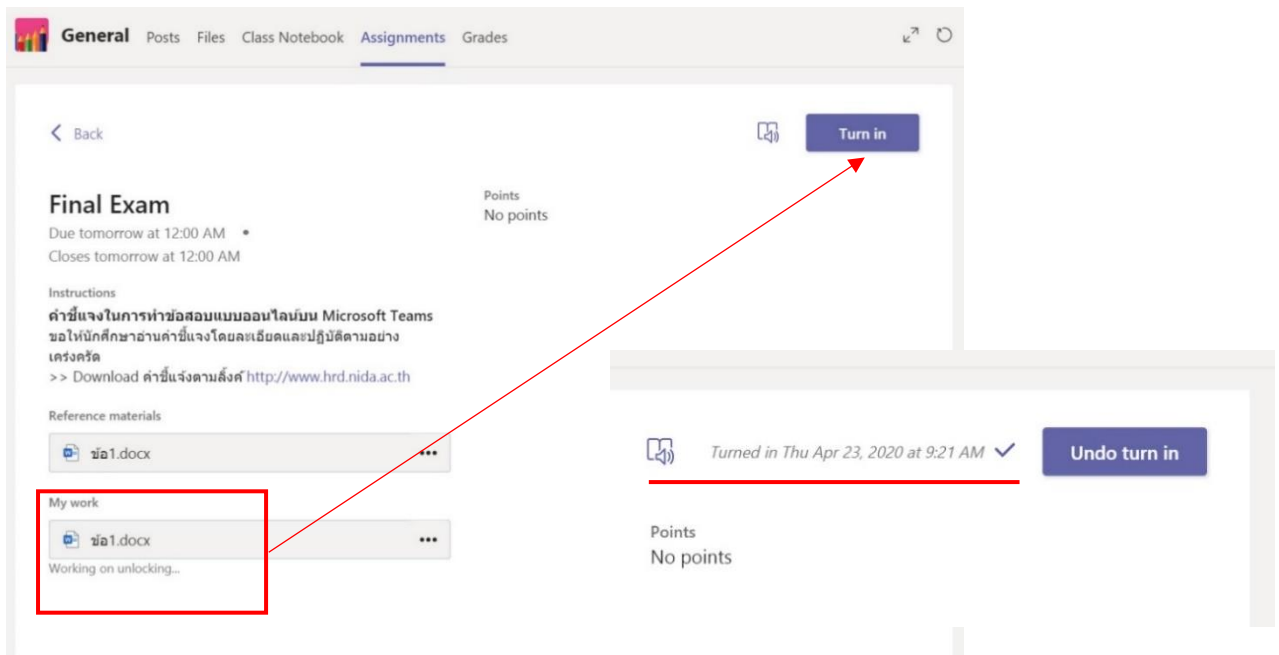 General Posts Files Class Notebook Assignments Grades
Back
Turn in
Final Exam
Due tomorrow at 12:00 AM •
Closes tomorrow at 12:00 AM
Points
No points
Instructions
คำชี้แจงในการทำข้อสอบแบบออนไลน์บน Microsoft Teams
ขอให้นักศึกษาอ่านคำชี้แจงโดยละเอียดและปฏิบัติตามอย่าง
เคร่งครัด
>> Download คำชี้แจ้งตามลิ้งค์ http://www.hrd.nida.ac.th
Reference materials
ข้อ1.docx
My work
ข้อ1.docx
Working on unlocking...
Turned in Thu Apr 23, 2020 at 9:21 AM
Undo turn in
Points
No points